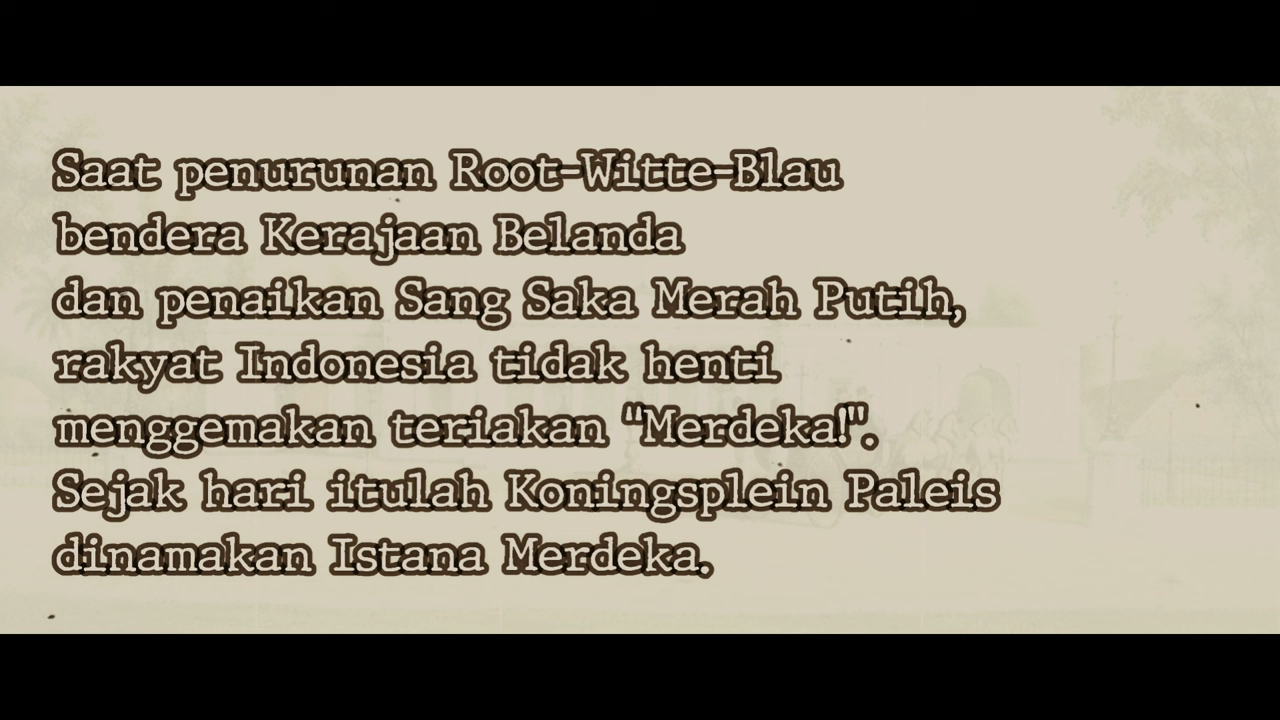 Saat penurunan Root-Witte-Blau
bendera Kerajaan Belanda
dan penaikan Sang Saka Merah Putih,
rakyat Indonesia tidak henti
menggemakan teriakan "Merdeka!".
Sejak hari itulah Koningsplein Paleis
dinamakan Istana Merdeka.